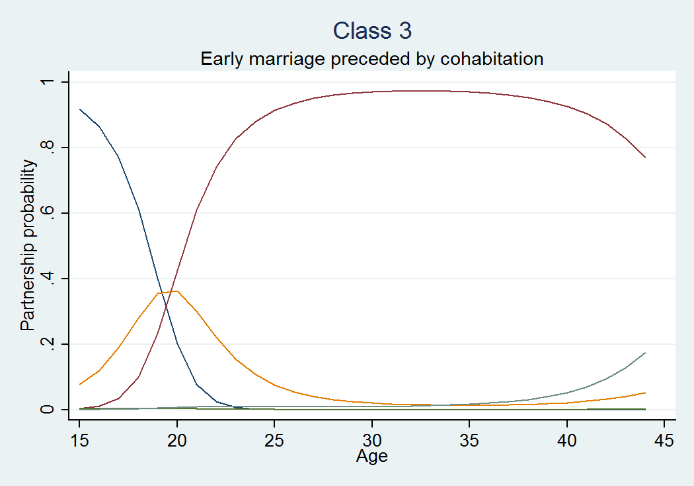 Class 3
Early marriage preceded by cohabitation
Partnership probability
1
.8
.6
.4
.2
0
15 20 25 30 35 40 45
Age